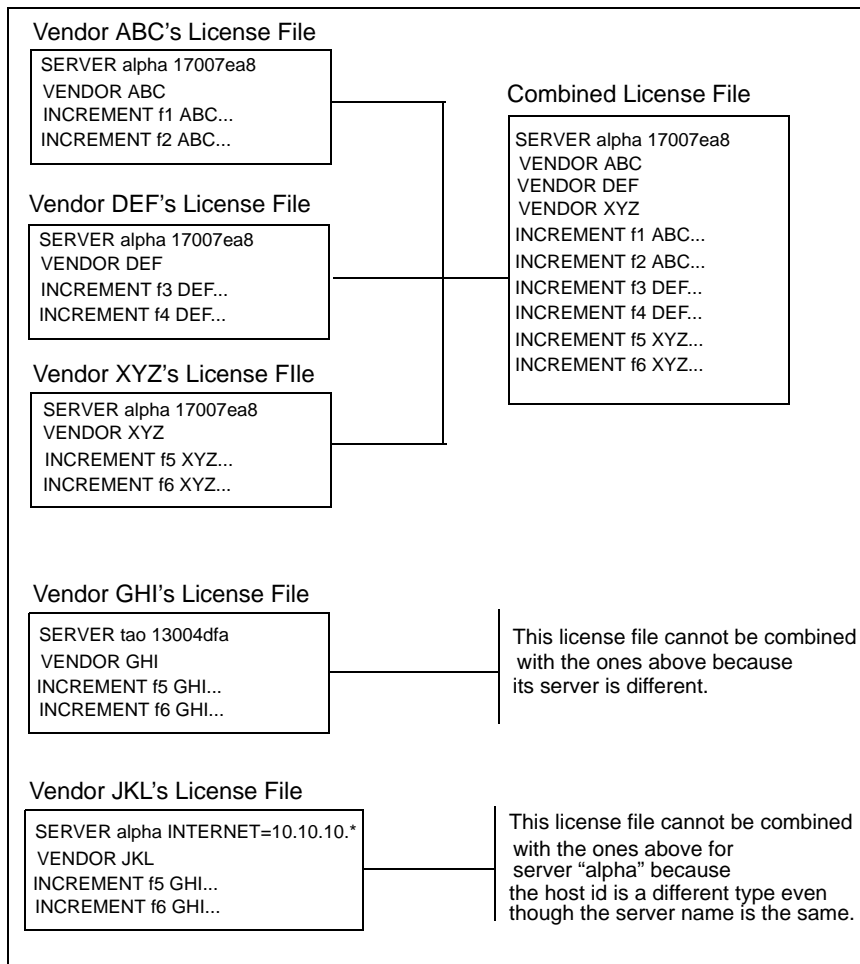 Vendor ABC's License File
SERVER alpha 17007ea8
VENDOR ABC
INCREMENT f1 ABC...
INCREMENT f2 ABC...
Vendor DEF's License File
SERVER alpha 17007ea8
VENDOR DEF
INCREMENT f3 DEF...
INCREMENT f4 DEF...
Vendor XYZ's License FIle
SERVER alpha 17007ea8
VENDOR XYZ
INCREMENT f5 XYZ...
INCREMENT f6 XYZ...
Combined License File
SERVER alpha 17007ea8
VENDOR ABC
VENDOR DEF
VENDOR XYZ
INCREMENT f1 ABC...
INCREMENT f2 ABC...
INCREMENT f3 DEF...
INCREMENT f4 DEF...
INCREMENT f5 XYZ...
INCREMENT f6 XYZ...
Vendor GHI's License File
SERVER tao 13004dfa
VENDOR GHI
INCREMENT f5 GHI...
INCREMENT f6 GHI...
This license file cannot be combined
with the ones above because
its server is different.
Vendor JKL's License File
SERVER alpha INTERNET=10.10.10.*
VENDOR JKL
INCREMENT f5 GHI...
INCREMENT f6 GHI...
This license file cannot be combined
with the ones above for
server “alpha” because
the host id is a different type even
though the server name is the same.